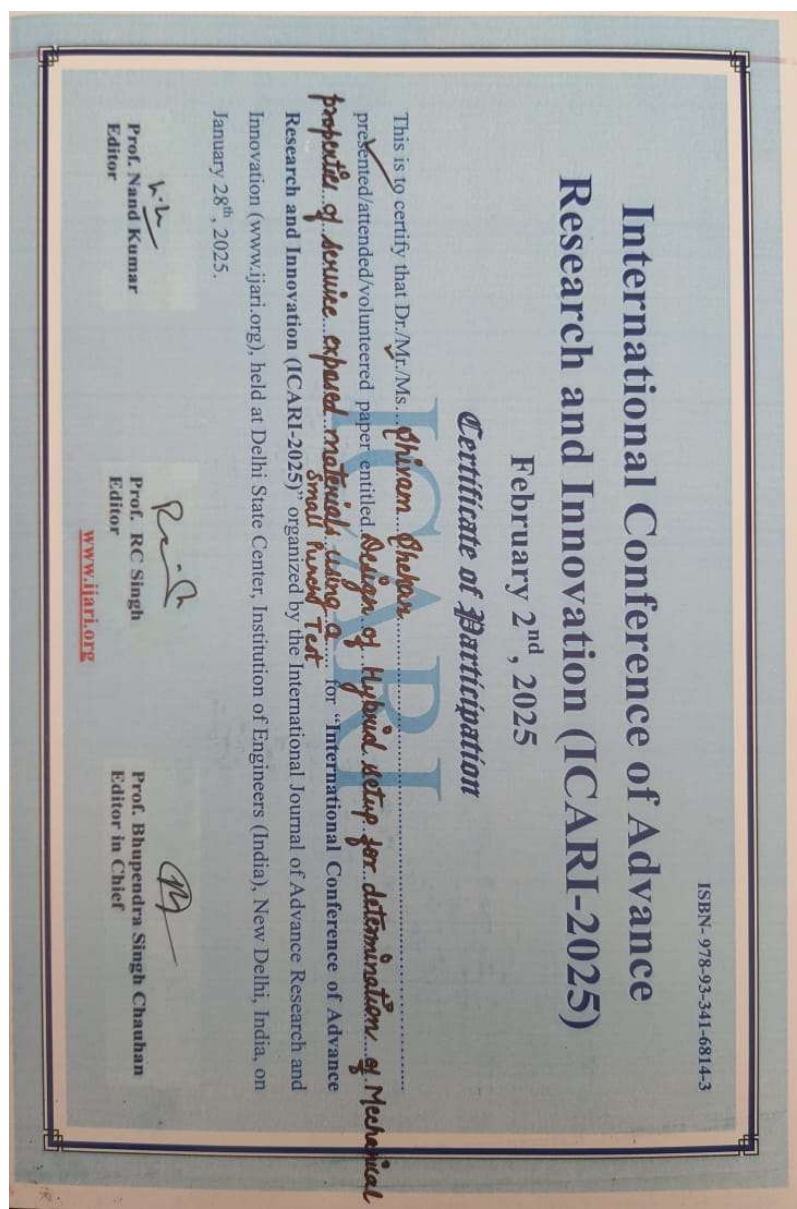 ISBN- 978-93-341-6814-3
International Conference of Advance
Research and Innovation (ICARI-2025)
February 2nd, 2025
Certificate of Participation
ICARI
This is to certify that Dr./Mr./Ms....Shivam...Shekar.......
presented/attended/volunteered paper entitled..Design..of..Hybrid..setup..for..determination..of..Mechanical
properties..of..service..exposed..materials..using..a.... for "International Conference of Advance
Small Punch Test
Research and Innovation (ICARI-2025)" organized by the International Journal of Advance Research and
Innovation (www.ijari.org), held at Delhi State Center, Institution of Engineers (India), New Delhi, India, on
January 28th, 2025.
Prof. Nand Kumar
Editor
Prof. RC Singh
Editor
Prof. Bhupendra Singh Chauhan
Editor in Chief
www.ijari.org